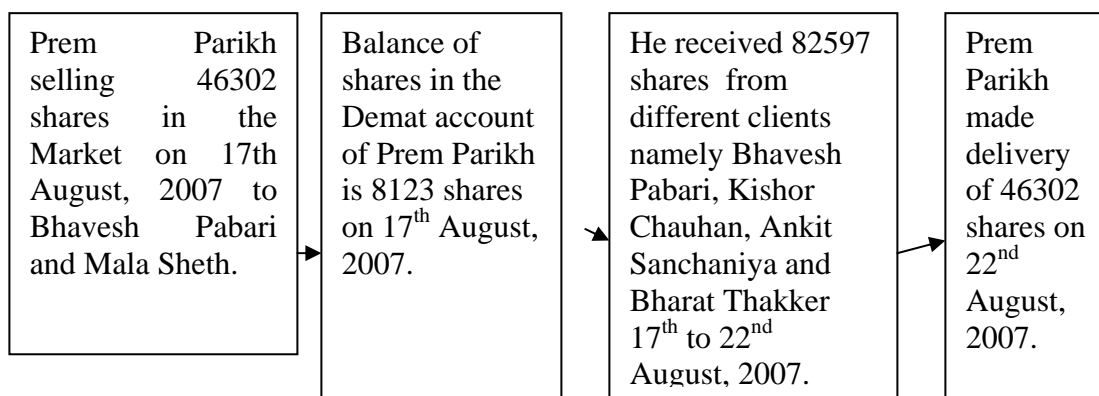 Prem Parikh
selling 46302
shares in the
Market on 17th
August, 2007 to
Bhavesh Pabari
and Mala Sheth.
Balance of
shares in the
Demat account
of Prem Parikh
is 8123 shares
on 17th August,
2007.
He received 82597
shares from
different clients
namely Bhavesh
Pabari, Kishor
Chauhan, Ankit
Sanchaniya and
Bharat Thakker
17th to 22nd
August, 2007.
Prem
Parikh
made
delivery
of 46302
shares on
22nd
August,
2007.